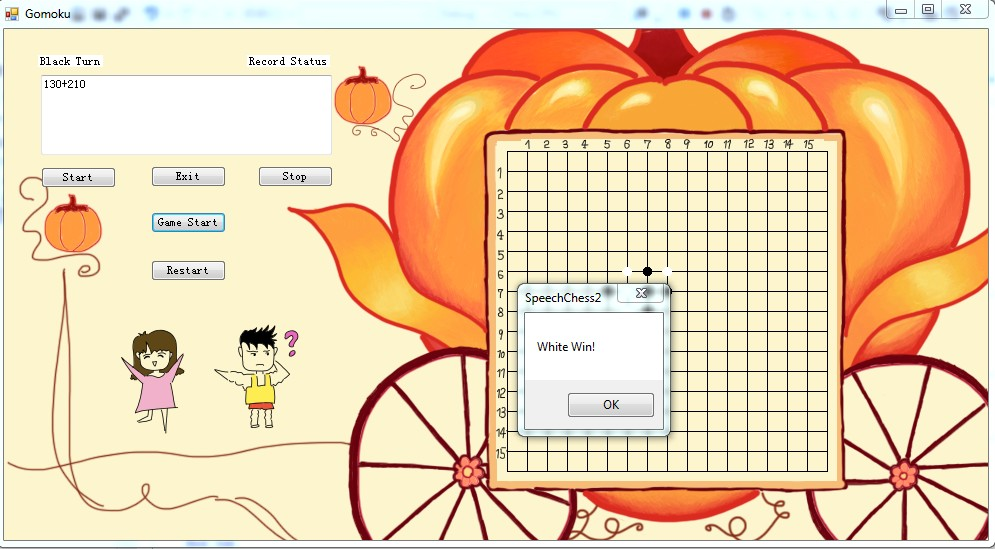 Gomoku
Black Turn
Record Status
130+210
Start
Exit
Stop
Game Start
Restart
?
1 2 3 4 5 6 7 8 9 10 11 12 13 14 15
1
2
3
4
5
6
7
8
9
10
11
12
13
14
15
SpeechChess2
White Win!
OK